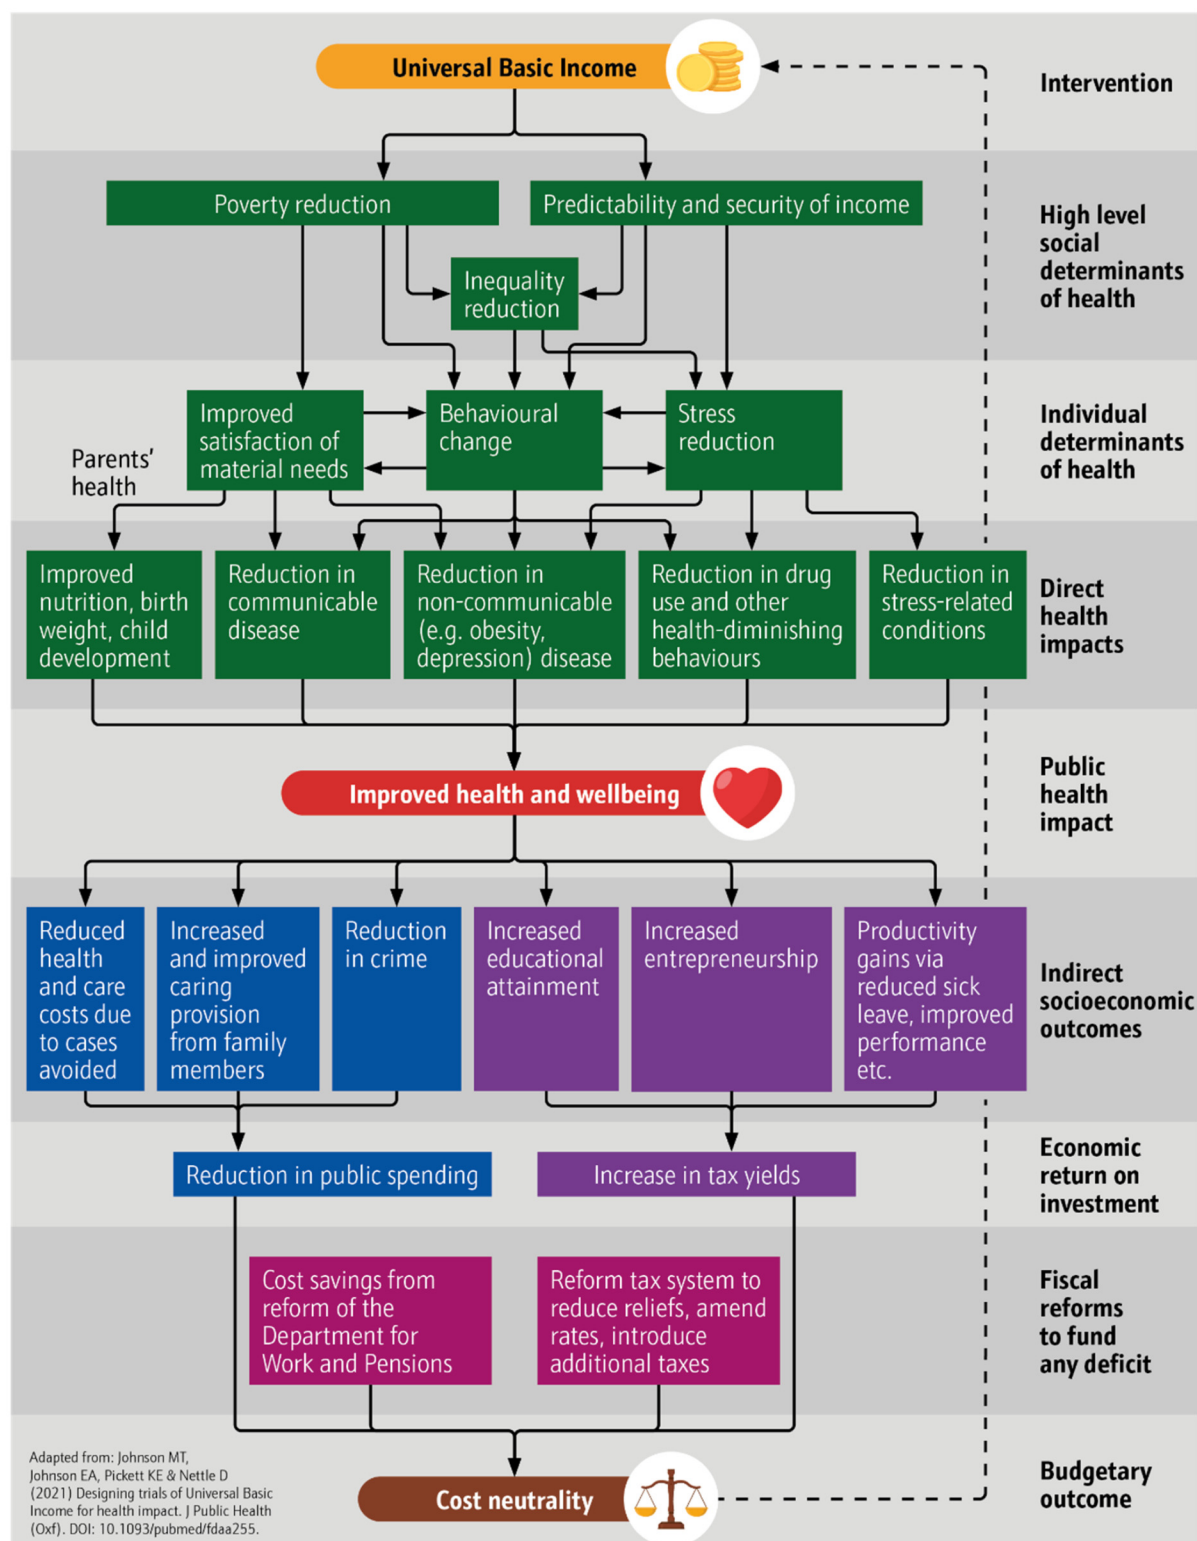 Universal Basic Income
Intervention
Poverty reduction
Predictability and security of income
High level
social
determinants
of health
Inequality
reduction
Improved
satisfaction of
material needs
Behavioural
change
Stress
reduction
Individual
determinants
of health
Parents’
health
Improved
nutrition, birth
weight, child
development
Reduction in
communicable
disease
Reduction in
non-communicable
(e.g. obesity,
depression) disease
Reduction in drug
use and other
health-diminishing
behaviours
Reduction in
stress-related
conditions
Direct
health
impacts
Improved health and wellbeing
Public
health
impact
Reduced
health
and care
costs due
to cases
avoided
Increased
and improved
caring
provision
from family
members
Reduction
in crime
Increased
educational
attainment
Increased
entrepreneurship
Productivity
gains via
reduced sick
leave, improved
performance
etc.
Indirect
socioeconomic
outcomes
Reduction in public spending
Increase in tax yields
Economic
return on
investment
Cost savings from
reform of the
Department for
Work and Pensions
Reform tax system to
reduce reliefs, amend
rates, introduce
additional taxes
Fiscal
reforms
to fund
any deficit
Adapted from: Johnson MT,
Johnson EA, Pickett KE & Nettle D
(2021) Designing trials of Universal Basic
Income for health impact. J Public Health
(Oxf). DOI: 10.1093/pubmed/fdaa255.
Cost neutrality
Budgetary
outcome